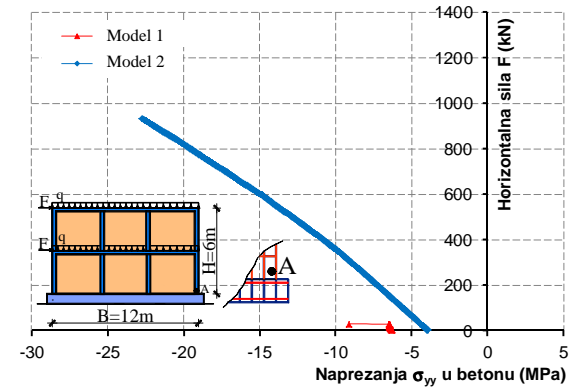 Model 1
Model 2
1400
1200
1000
800
600
400
200
0
Horizontalna sila F (kN)
F
q
F
q
A
H=6m
B=12m
A
-30
-25
-20
-15
-10
-5
0
5
Naprezanja σyy u betonu (MPa)